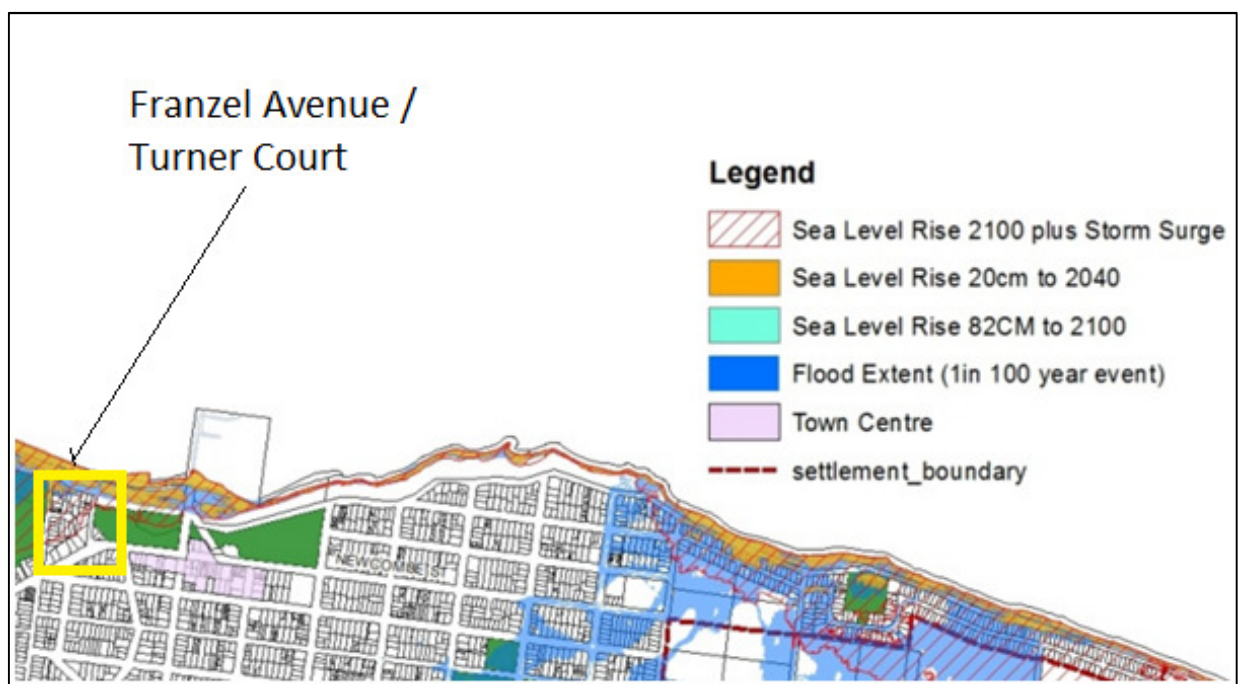 Franzel Avenue /
Turner Court
Legend
Sea Level Rise 2100 plus Storm Surge
Sea Level Rise 20cm to 2040
Sea Level Rise 82CM to 2100
Flood Extent (1in 100 year event)
Town Centre
settlement_boundary
NEWCOMBE ST